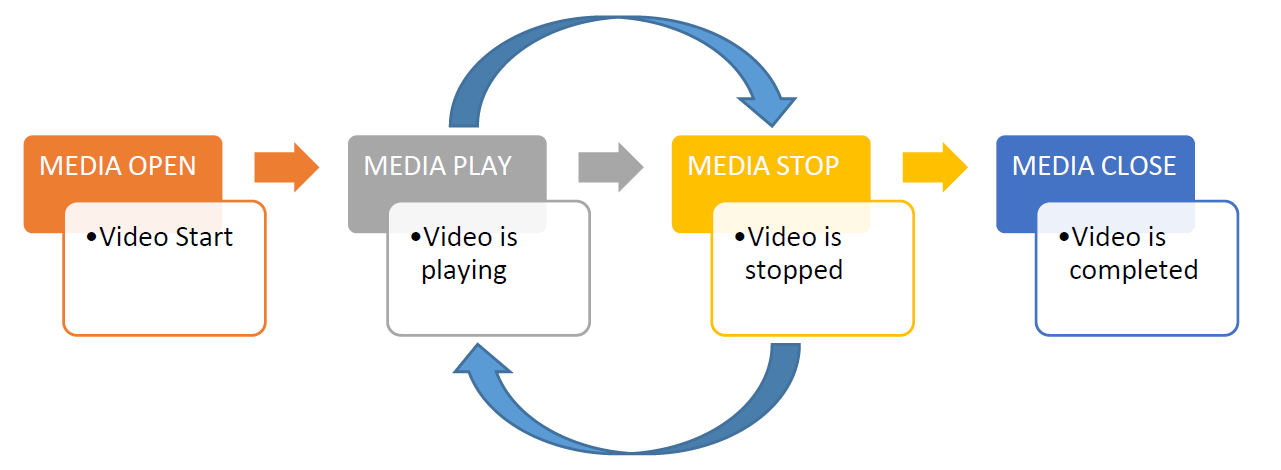 MEDIA OPEN
•Video Start
MEDIA PLAY
•Video is
playing
MEDIA STOP
•Video is
stopped
MEDIA CLOSE
•Video is
completed